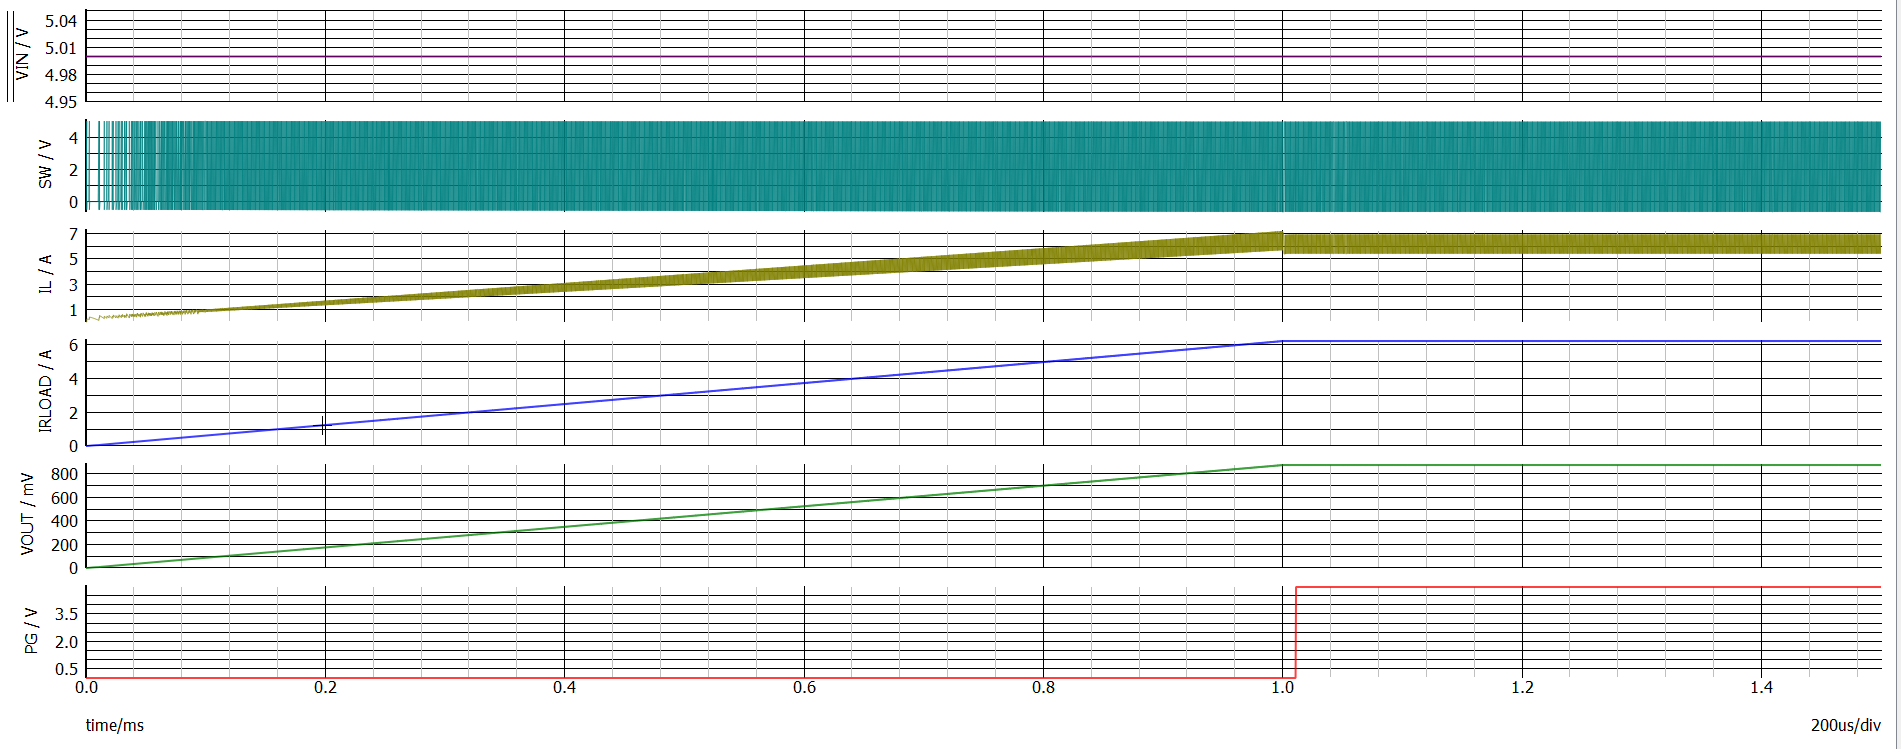 VIN / V
5.04
5.01
4.98
4.95
SW / V
4
2
0
IL / A
7
5
3
1
IRLOAD / A
6
4
2
0
VOUT / mV
800
600
400
200
0
PG / V
3.5
2.0
0.5
0.0 0.2 0.4 0.6 0.8 1.0 1.2 1.4
time/ms 200us/div